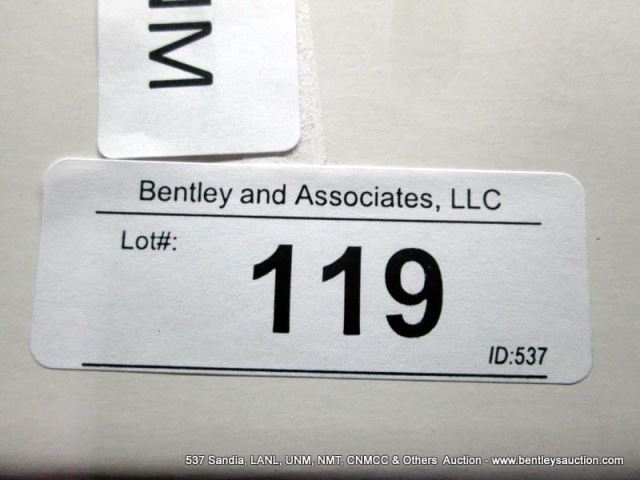 UNM
Bentley and Associates, LLC
Lot#:
119
ID:537
537 Sandia, LANL, UNM, NMT, CNMCC & Others Auction - www.bentleysauction.com